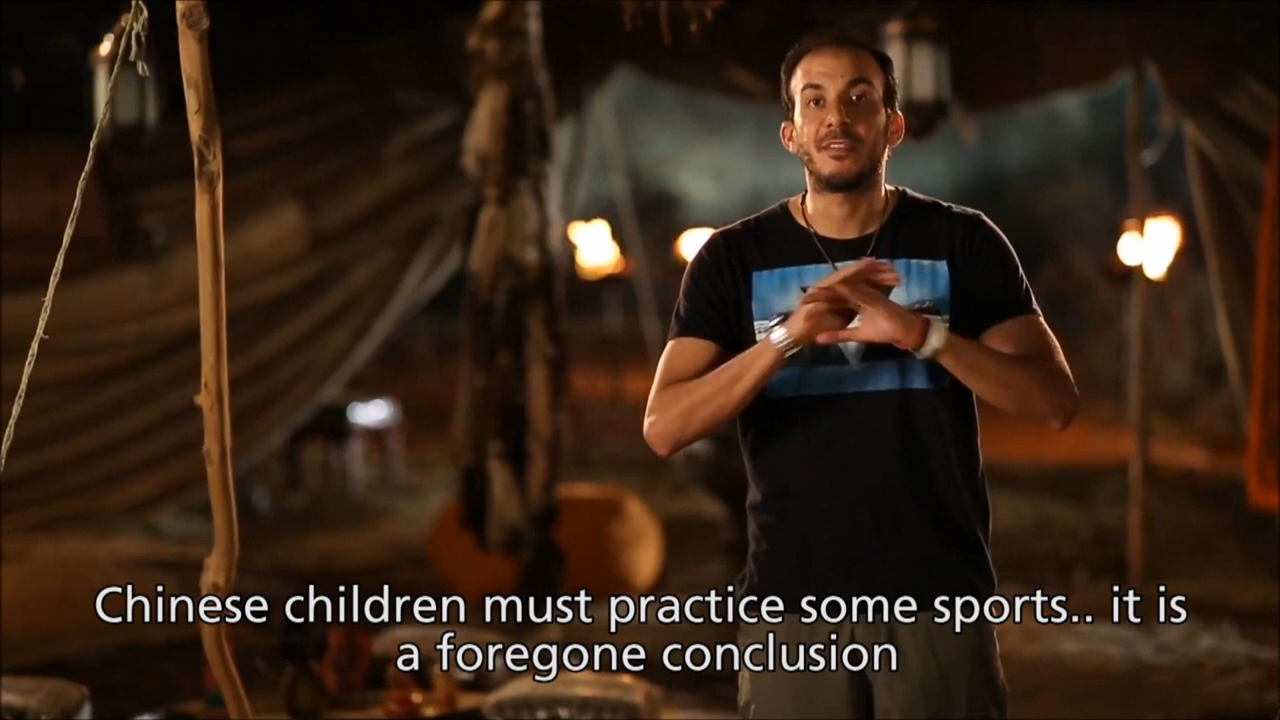 Chinese children must practice some sports.. it is
a foregone conclusion